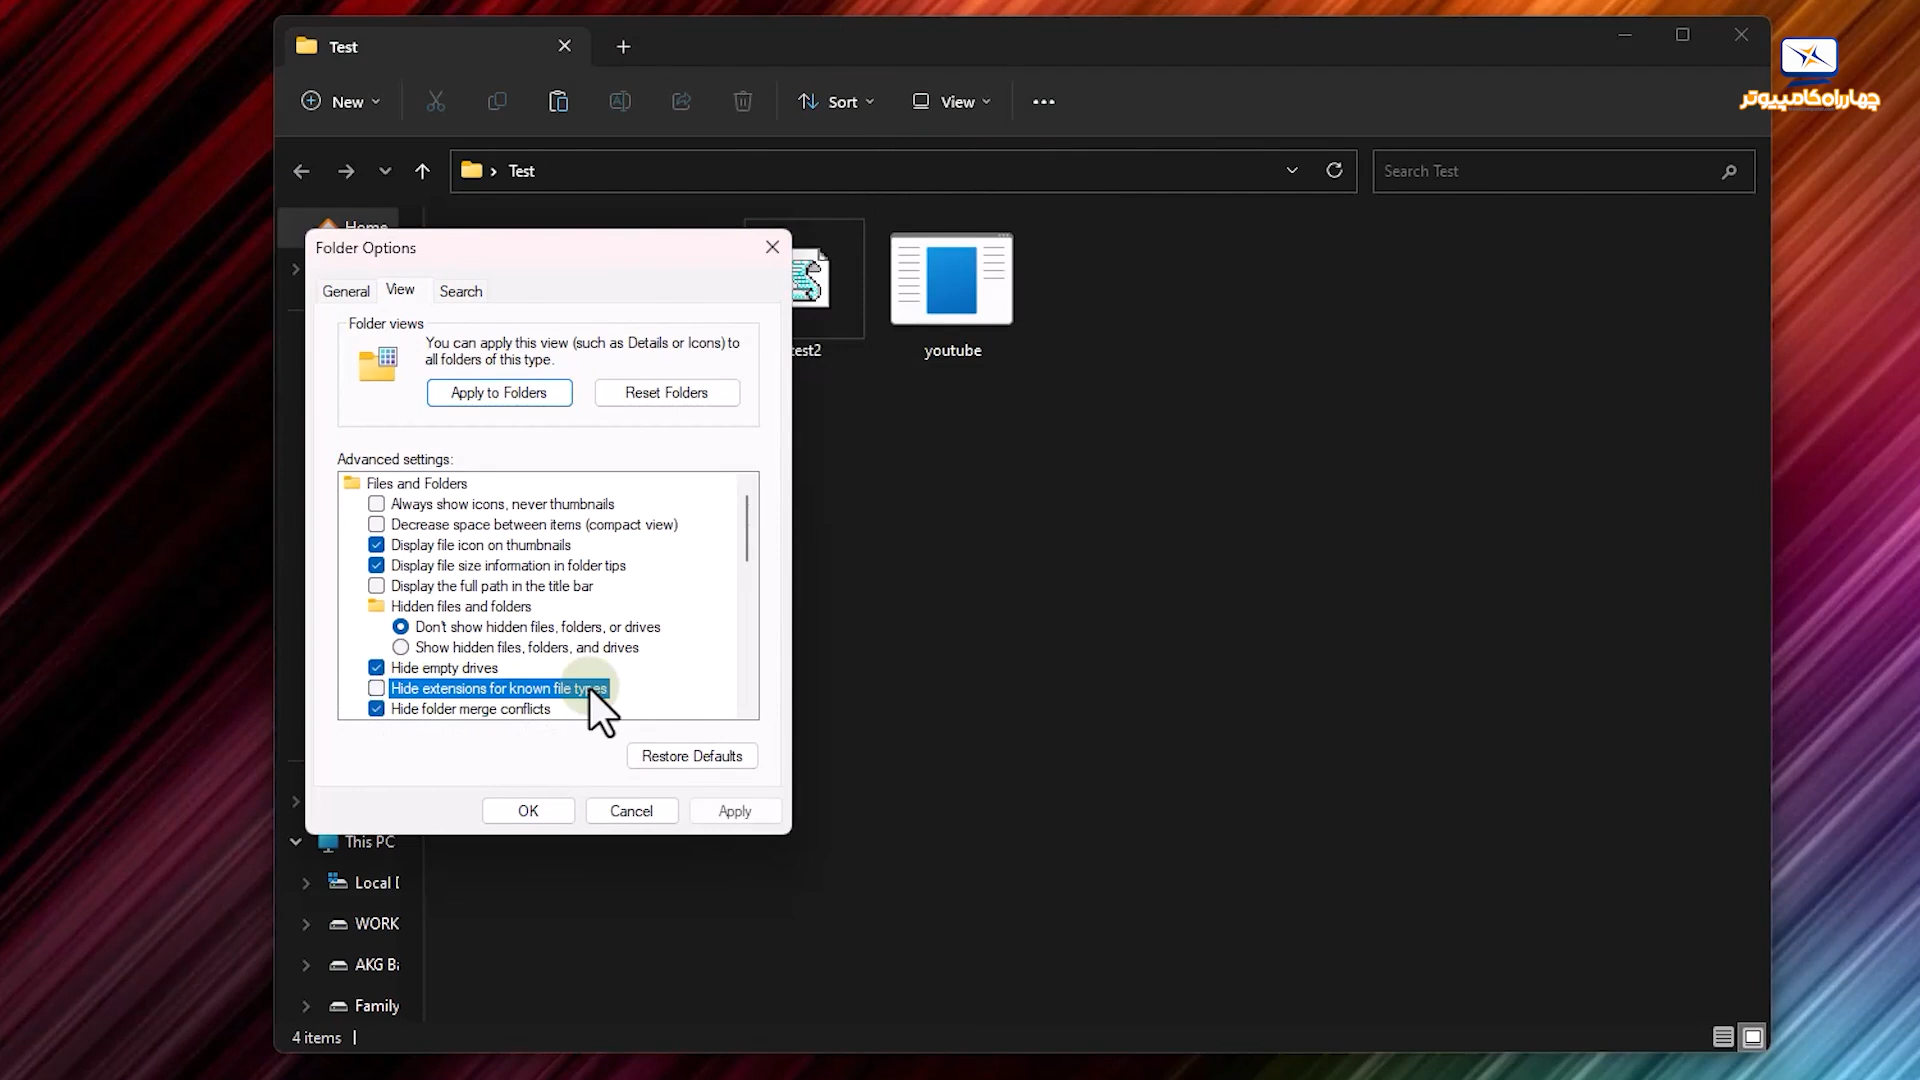 Test
چهارراه کامپیوتر
New
Sort
View
Test
Search Test
Home
Folder Options
General
View
Search
Folder views
You can apply this view (such as Details or Icons) to
all folders of this type.
Apply to Folders
Reset Folders
test2
youtube
Advanced settings:
Files and Folders
Always show icons, never thumbnails
Decrease space between items (compact view)
Display file icon on thumbnails
Display file size information in folder tips
Display the full path in the title bar
Hidden files and folders
Don't show hidden files, folders, or drives
Show hidden files, folders, and drives
Hide empty drives
Hide extensions for known file types
Hide folder merge conflicts
Restore Defaults
OK
Cancel
Apply
This PC
Local
WORK
AKG
Family
4 items